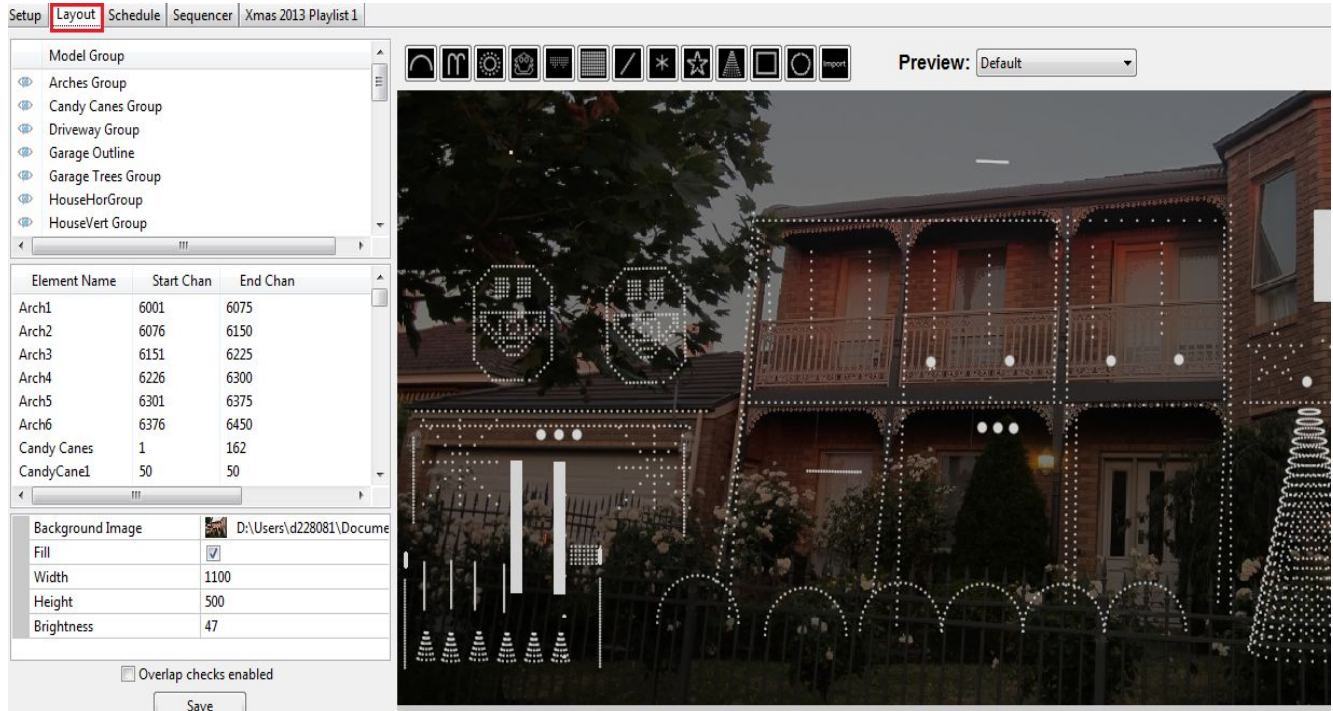 Setup Layout Schedule Sequencer Xmas 2013 Playlist 1
Import
Preview: Default
Model Group
Arches Group
Candy Canes Group
Driveway Group
Garage Outline
Garage Trees Group
HouseHorGroup
HouseVert Group
Element Name Start Chan End Chan
Arch1 6001 6075
Arch2 6076 6150
Arch3 6151 6225
Arch4 6226 6300
Arch5 6301 6375
Arch6 6376 6450
Candy Canes 1 162
CandyCane1 50 50
Background Image D:\Users\d228081\Docume
Fill
Width 1100
Height 500
Brightness 47
Overlap checks enabled
Save